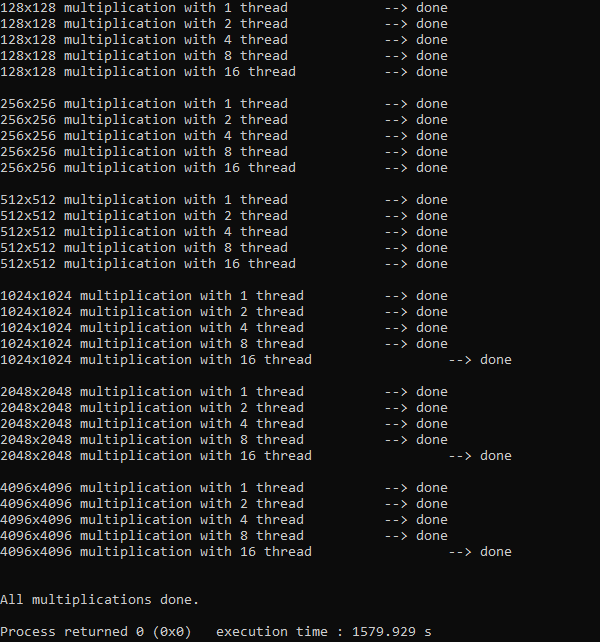 128x128 multiplication with 1 thread --> done
128x128 multiplication with 2 thread --> done
128x128 multiplication with 4 thread --> done
128x128 multiplication with 8 thread --> done
128x128 multiplication with 16 thread --> done
256x256 multiplication with 1 thread --> done
256x256 multiplication with 2 thread --> done
256x256 multiplication with 4 thread --> done
256x256 multiplication with 8 thread --> done
256x256 multiplication with 16 thread --> done
512x512 multiplication with 1 thread --> done
512x512 multiplication with 2 thread --> done
512x512 multiplication with 4 thread --> done
512x512 multiplication with 8 thread --> done
512x512 multiplication with 16 thread --> done
1024x1024 multiplication with 1 thread --> done
1024x1024 multiplication with 2 thread --> done
1024x1024 multiplication with 4 thread --> done
1024x1024 multiplication with 8 thread --> done
1024x1024 multiplication with 16 thread --> done
2048x2048 multiplication with 1 thread --> done
2048x2048 multiplication with 2 thread --> done
2048x2048 multiplication with 4 thread --> done
2048x2048 multiplication with 8 thread --> done
2048x2048 multiplication with 16 thread --> done
4096x4096 multiplication with 1 thread --> done
4096x4096 multiplication with 2 thread --> done
4096x4096 multiplication with 4 thread --> done
4096x4096 multiplication with 8 thread --> done
4096x4096 multiplication with 16 thread --> done
All multiplications done.
Process returned 0 (0x0) execution time : 1579.929 s